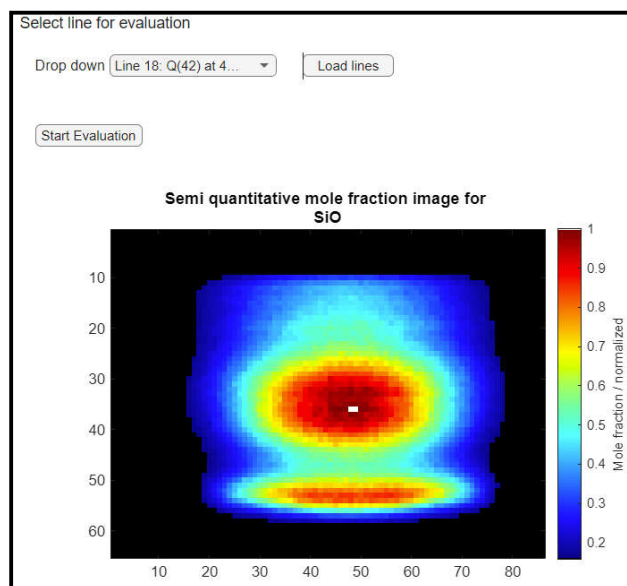 Select line for evaluation
Drop down Line 18: Q(42) at 4... Load lines
Start Evaluation
Semi quantitative mole fraction image for
SiO
10
20
30
40
50
60
10 20 30 40 50 60 70 80
1
0.9
0.8
0.7
0.6
0.5
0.4
0.3
0.2
Mole fraction / normalized